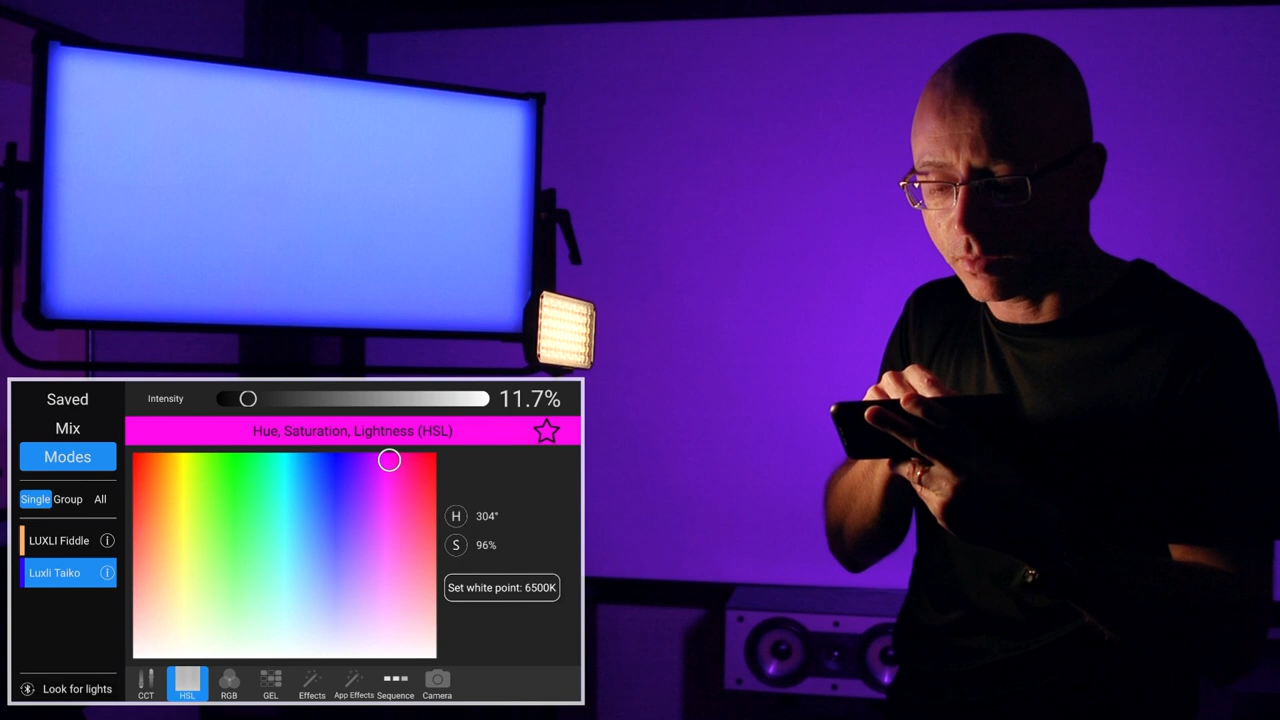 Saved
Mix
Modes
Single Group All
LUXLI Fiddle
Luxli Taiko
Look for lights
Intensity
11.7%
Hue, Saturation, Lightness (HSL)
H 304°
S 96%
Set white point: 6500K
CCT HSL RGB GEL Effects App Effects Sequence Camera